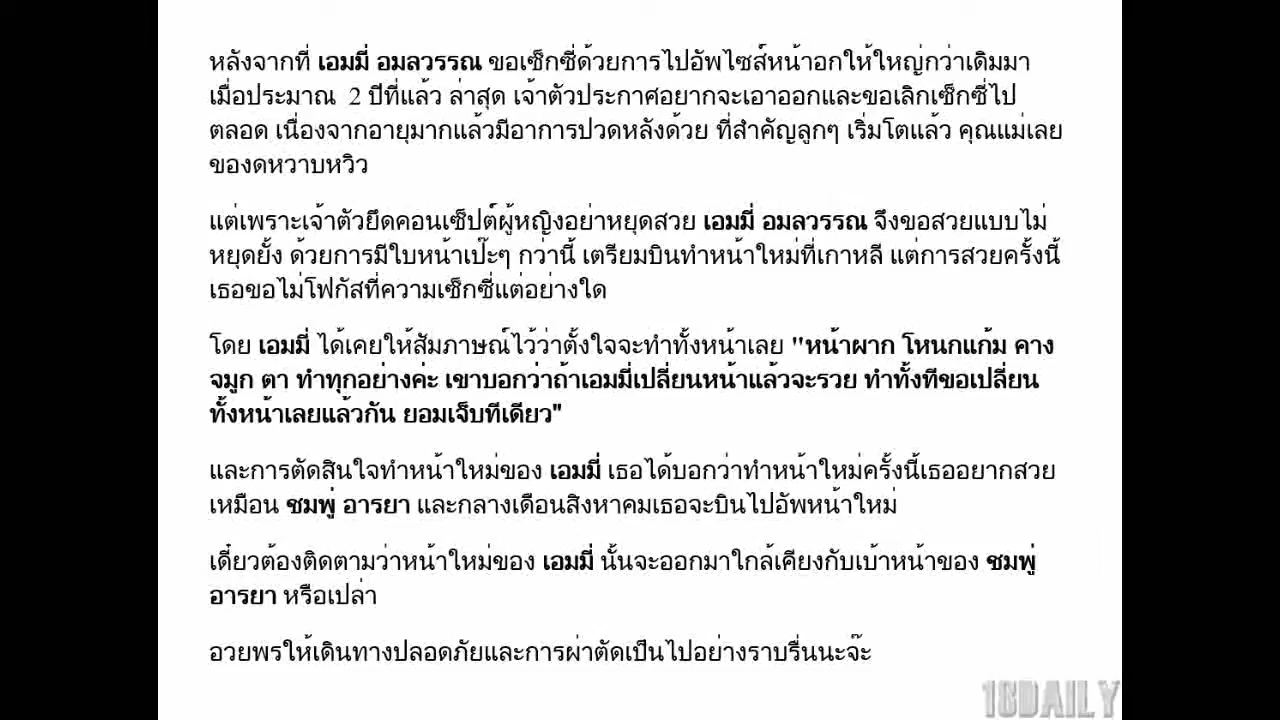 หลังจากที่ เอมมี่ อมลวรรณ ขอเซ็กซี่ด้วยการไปอัพไซส์หน้าอกให้ใหญ่กว่าเดิมมา
เมื่อประมาณ 2 ปีที่แล้ว ล่าสุด เจ้าตัวประกาศอยากจะเอาออกและขอเลิกเซ็กซี่ไป
ตลอด เนื่องจากอายุมากแล้วมีอาการปวดหลังด้วย ที่สำคัญลูกๆ เริ่มโตแล้ว คุณแม่เลย
ของดหวาบหวิว
แต่เพราะเจ้าตัวยึดคอนเซ็ปต์ผู้หญิงอย่าหยุดสวย เอมมี่ อมลวรรณ จึงขอสวยแบบไม่
หยุดยั้ง ด้วยการมีใบหน้าเป๊ะๆ กว่านี้ เตรียมบินทำหน้าใหม่ที่เกาหลี แต่การสวยครั้งนี้
เธอขอไม่โฟกัสที่ความเซ็กซี่แต่อย่างใด
โดย เอมมี่ ได้เคยให้สัมภาษณ์ไว้ว่าตั้งใจจะทำทั้งหน้าเลย "หน้าผาก โหนกแก้ม คาง
จมูก ตา ทำทุกอย่างค่ะ เขาบอกว่าถ้าเอมมี่เปลี่ยนหน้าแล้วจะรวย ทำทั้งทีขอเปลี่ยน
ทั้งหน้าเลยแล้วกัน ยอมเจ็บทีเดียว"
และการตัดสินใจทำหน้าใหม่ของ เอมมี่ เธอได้บอกว่าทำหน้าใหม่ครั้งนี้เธออยากสวย
เหมือน ชมพู่ อารยา และกลางเดือนสิงหาคมเธอจะบินไปอัพหน้าใหม่
เดี๋ยวต้องติดตามว่าหน้าใหม่ของ เอมมี่ นั้นจะออกมาใกล้เคียงกับเบ้าหน้าของ ชมพู่
อารยา หรือเปล่า
อวยพรให้เดินทางปลอดภัยและการผ่าตัดเป็นไปอย่างราบรื่นนะจ๊ะ
18DAILY